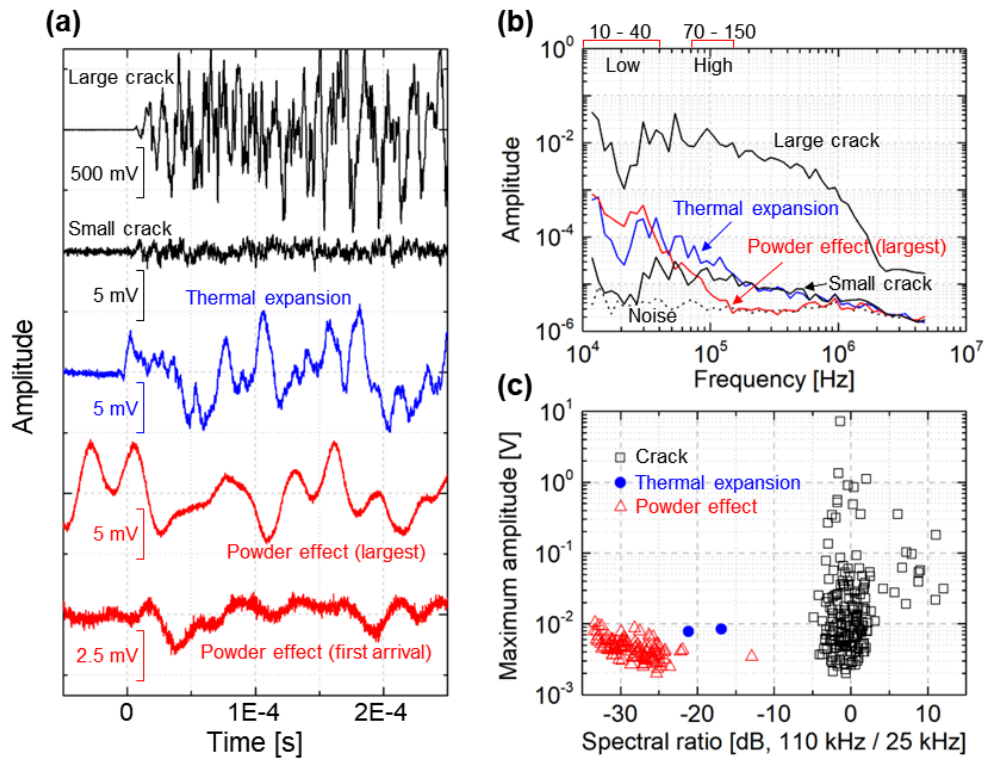 (a)
Large crack
500 mV
Small crack
5 mV
Thermal expansion
5 mV
5 mV
Powder effect (largest)
2.5 mV
Powder effect (first arrival)
Amplitude
0
1E-4
2E-4
Time [s]
(b)
10 - 40
70 - 150
Low
High
10^0
10^-2
10^-4
10^-6
Amplitude
Large crack
Thermal expansion
Powder effect (largest)
Small crack
Noise
10^4
10^5
10^6
10^7
Frequency [Hz]
(c)
10^1
10^0
10^-1
10^-2
10^-3
Maximum amplitude [V]
Crack
Thermal expansion
Powder effect
-30
-20
-10
0
10
Spectral ratio [dB, 110 kHz / 25 kHz]